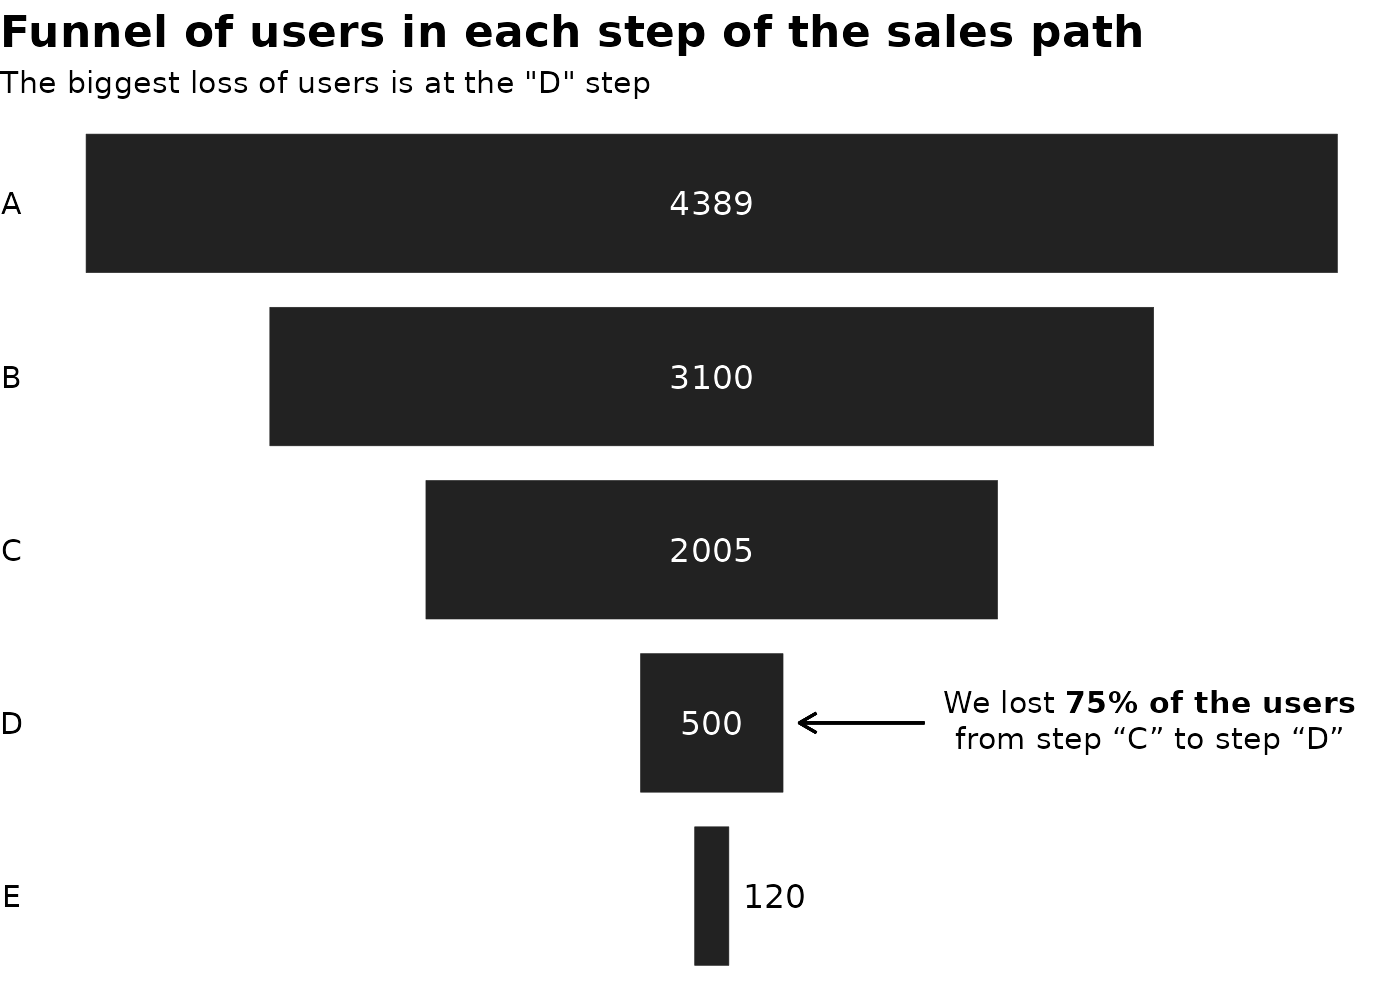 Funnel of users in each step of the sales path
The biggest loss of users is at the "D" step
A
4389
B
3100
C
2005
D
500
We lost 75% of the users
from step “C” to step “D”
E
120